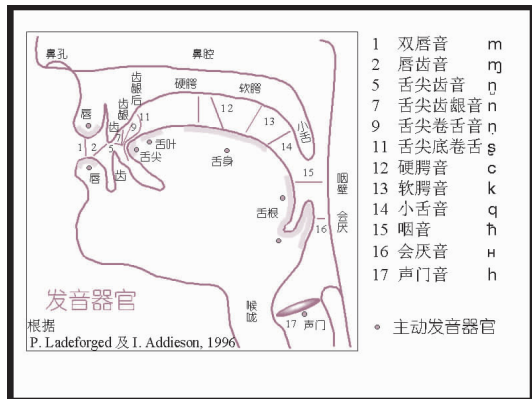 鼻孔
鼻腔
齿龈后
齿龈
硬腭
软腭
小舌
唇
齿
11
12
13
9
7
14
1
2
5
舌叶
舌尖
舌身
15
咽壁
唇
齿
舌根
会厌
16
喉咙
17 声门
发音器官
根据
P. Ladeforged 及 I. Addieson, 1996
1 双唇音 m
2 唇齿音 ɱ
5 舌尖齿音 n̪
7 舌尖齿龈音 n
9 舌尖卷舌音 ṇ
11 舌尖底卷舌 ʂ
12 硬腭音 c
13 软腭音 k
14 小舌音 q
15 咽音 ħ
16 会厌音 ʜ
17 声门音 h
主动发音器官